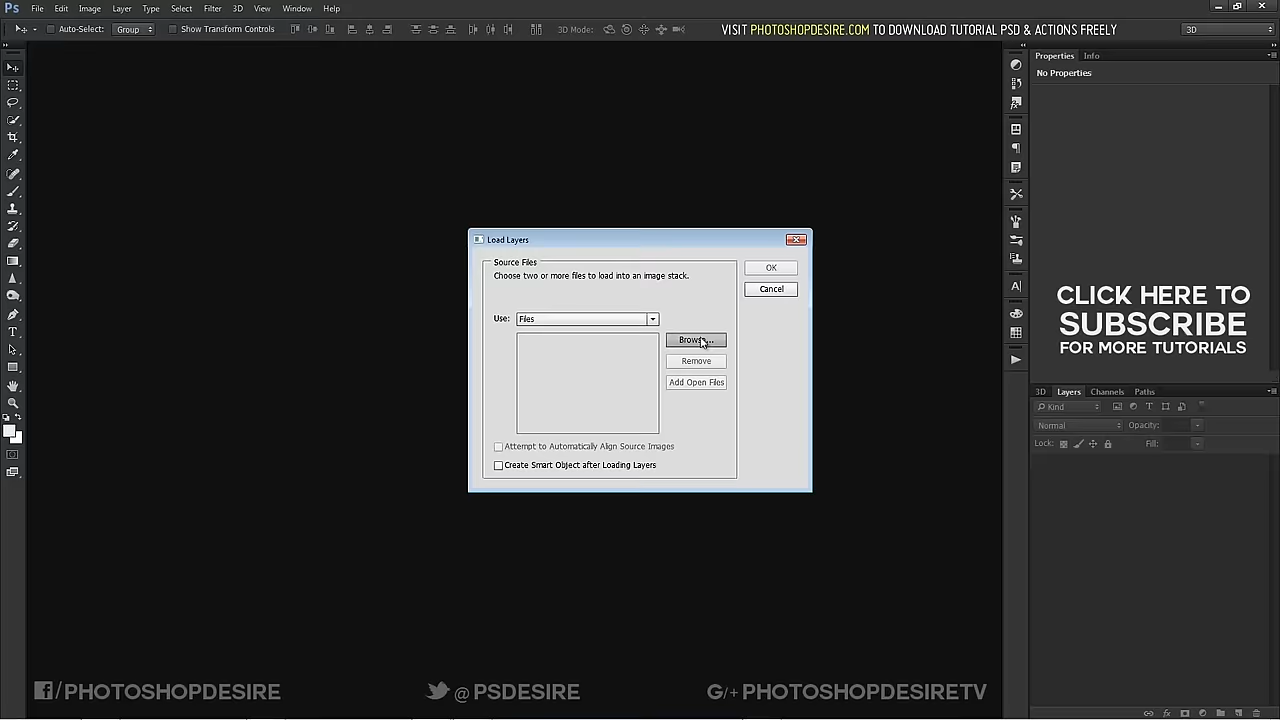 Ps File Edit Image Layer Type Select Filter 3D View Window Help
Auto-Select: Group Show Transform Controls 3D Mode: VISIT PHOTOSHOPDESIRE.COM TO DOWNLOAD TUTORIAL PSD & ACTIONS FREELY 3D
Properties Info
No Properties
Load Layers
Source Files
Choose two or more files to load into an image stack.
OK
Cancel
Use: Files
Browse...
Remove
Add Open Files
Attempt to Automatically Align Source Images
Create Smart Object after Loading Layers
CLICK HERE TO
SUBSCRIBE
FOR MORE TUTORIALS
3D Layers Channels Paths
Kind
Normal Opacity:
Lock: Fill:
f/PHOTOSHOPDESIRE @PSDESIRE G/+ PHOTOSHOPDESIRETV